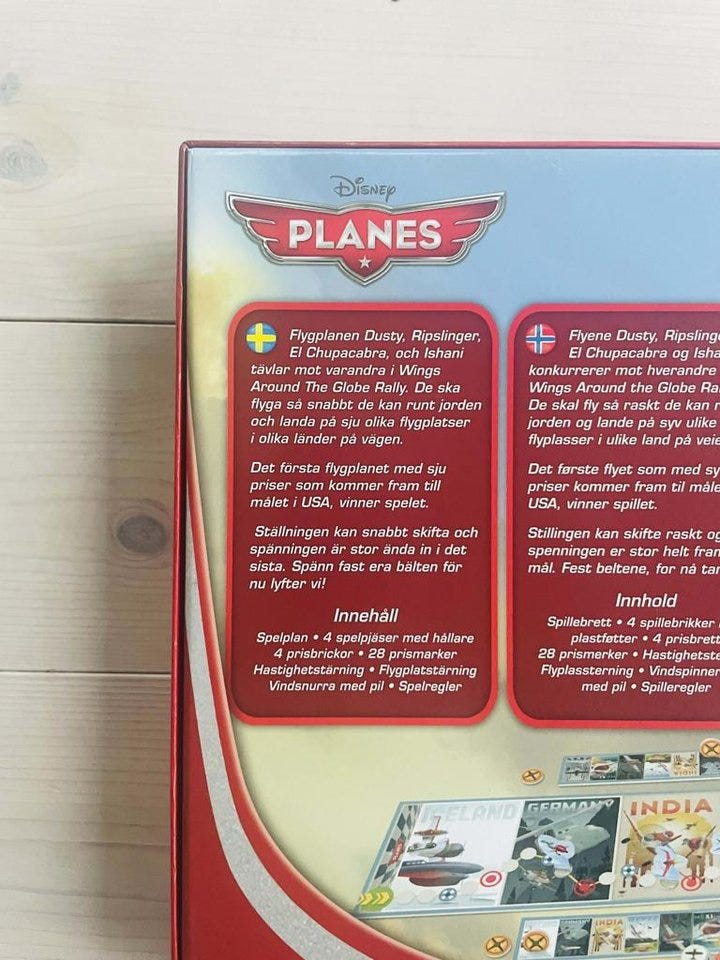 Disney
PLANES
Flygplanen Dusty, Ripslinger,
El Chupacabra, och Ishani
tävlar mot varandra i Wings
Around The Globe Rally. De ska
flyga så snabbt de kan runt jorden
och landa på sju olika flygplatser
i olika länder på vägen.
Det första flygplanet med sju
priser som kommer fram till
målet i USA, vinner spelet.
Ställningen kan snabbt skifta och
spänningen är stor ända in i det
sista. Spänn fast era bälten för
nu lyfter vi!
Innehåll
Spelplan • 4 spelpjäser med hållare
4 prisbrickor • 28 prismarker
Hastighetstärning • Flygplatstärning
Vindsnurra med pil • Spelregler
Flyene Dusty, Ripslinge
El Chupacabra og Isha
konkurrerer mot hverandre
Wings Around the Globe Ra
De skal fly så raskt de kan r
jorden og lande på syv ulike
flyplasser i ulike land på veie
Det første flyet som med sy
priser kommer fram til måle
USA, vinner spillet.
Stillingen kan skifte raskt og
spenningen er stor helt fram
mål. Fest beltene, for nå tar
Innhold
Spillebrett • 4 spillebrikker
plastføtter • 4 prisbrett
28 prismerker • Hastighetste
Flyplassterning • Vindspinner
med pil • Spilleregler
ICELAND GERMANY INDIA
INDIA